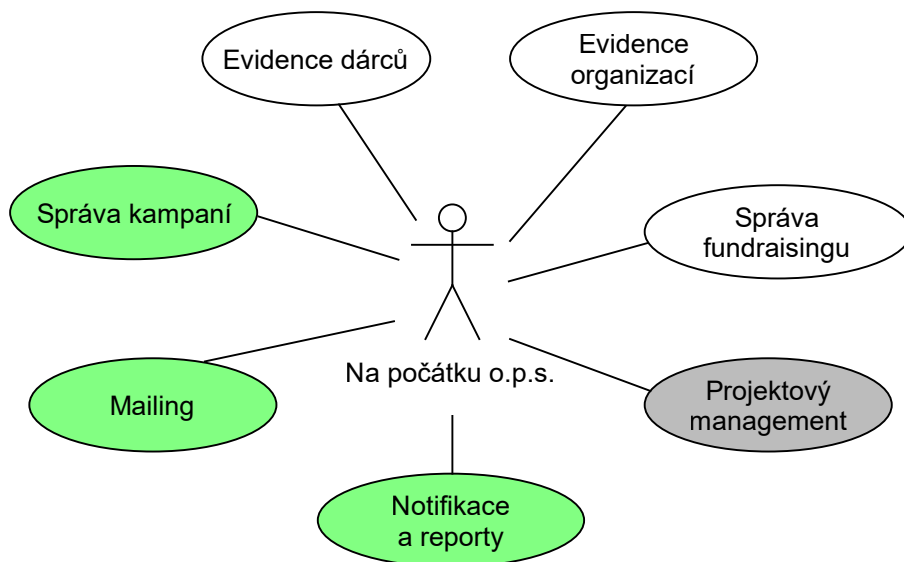 Evidence dárců
Evidence
organizací
Správa kampaní
Správa
fundraisingu
Na počátku o.p.s.
Mailing
Projektový
management
Notifikace
a reporty